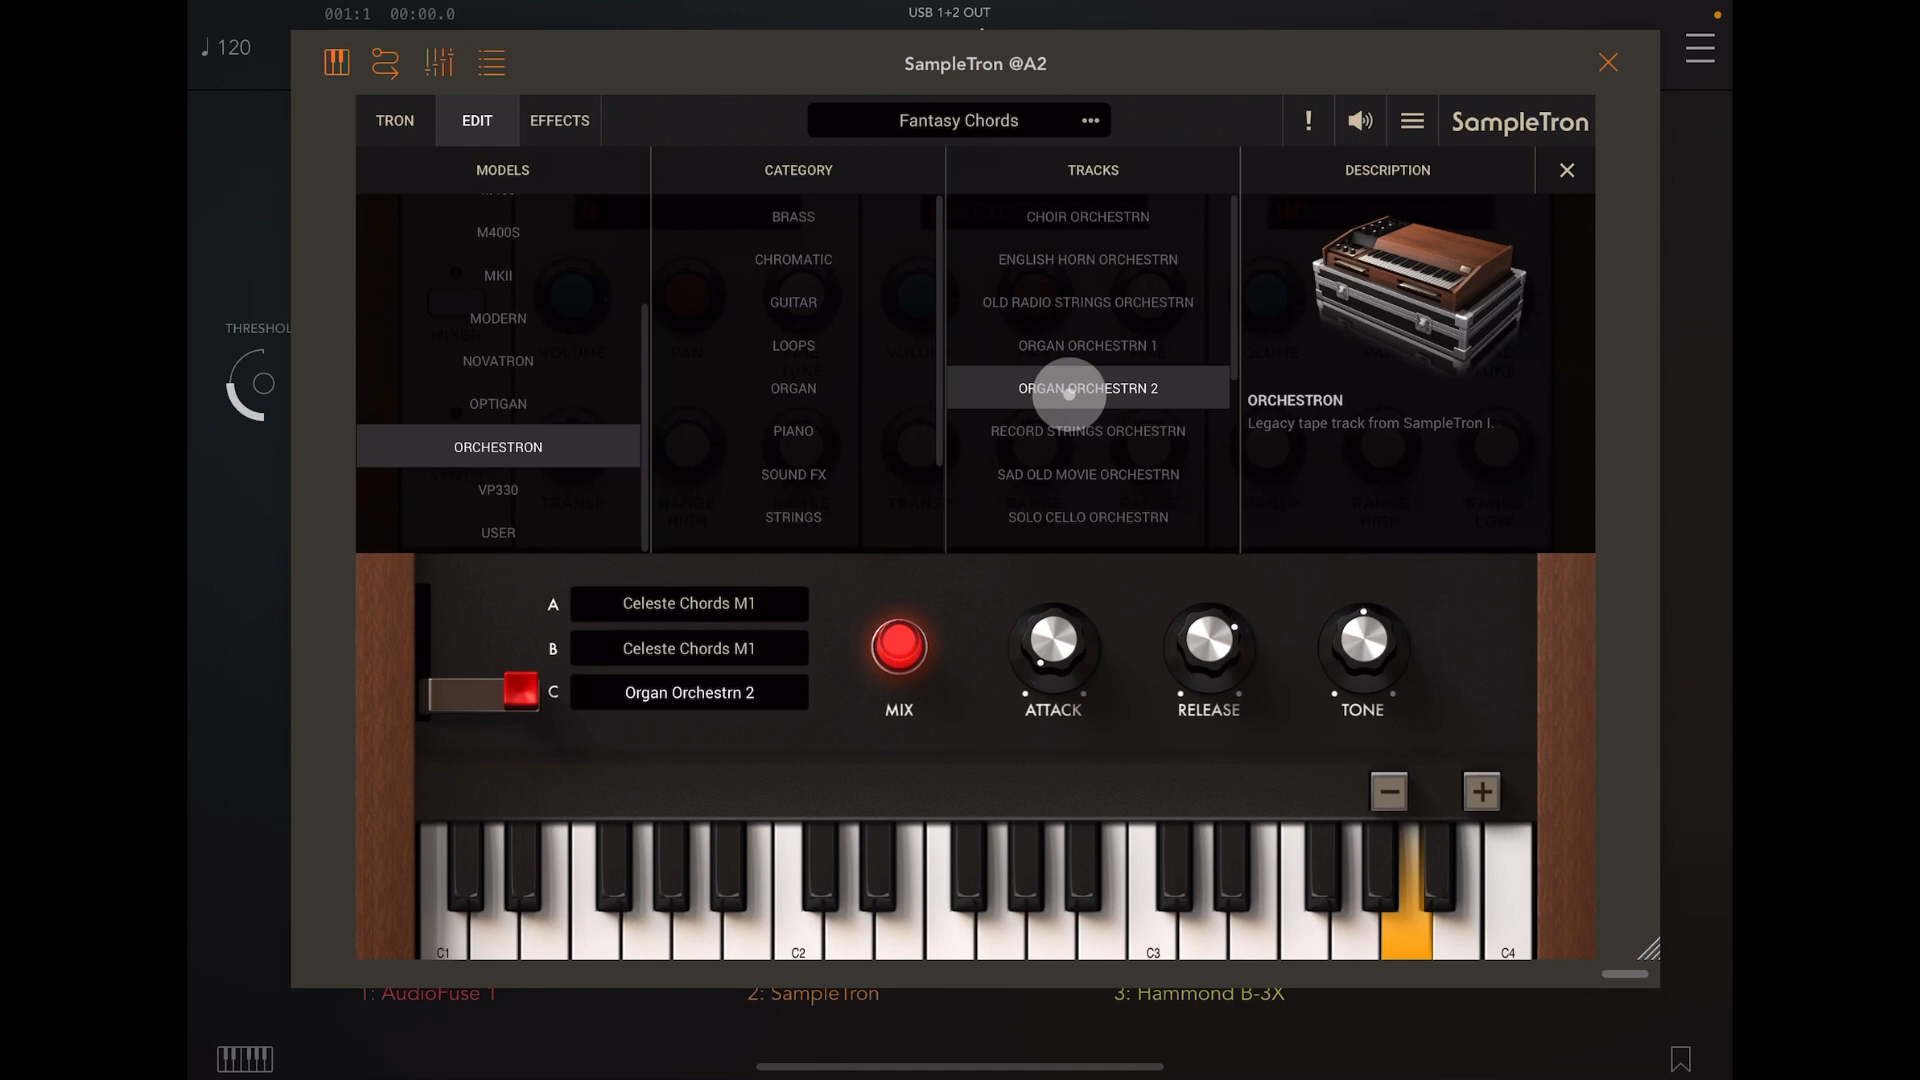 001:1 00:00.0
USB 1+2 OUT
120
SampleTron @A2
TRON
EDIT
EFFECTS
Fantasy Chords
!
SampleTron
MODELS
CATEGORY
TRACKS
DESCRIPTION
M400S
MKII
MODERN
NOVATRON
OPTIGAN
ORCHESTRON
VP330
USER
BRASS
CHROMATIC
GUITAR
LOOPS
ORGAN
PIANO
SOUND FX
STRINGS
CHOIR ORCHESTRN
ENGLISH HORN ORCHESTRN
OLD RADIO STRINGS ORCHESTRN
ORGAN ORCHESTRN 1
ORGAN ORCHESTRN 2
RECORD STRINGS ORCHESTRN
SAD OLD MOVIE ORCHESTRN
SOLO CELLO ORCHESTRN
ORCHESTRON
Legacy tape track from SampleTron I.
THRESHOL
A Celeste Chords M1
B Celeste Chords M1
C Organ Orchestrn 2
MIX
ATTACK
RELEASE
TONE
C1
C2
C3
C4
1: AudioFuse 1
2: SampleTron
3: Hammond B-3X